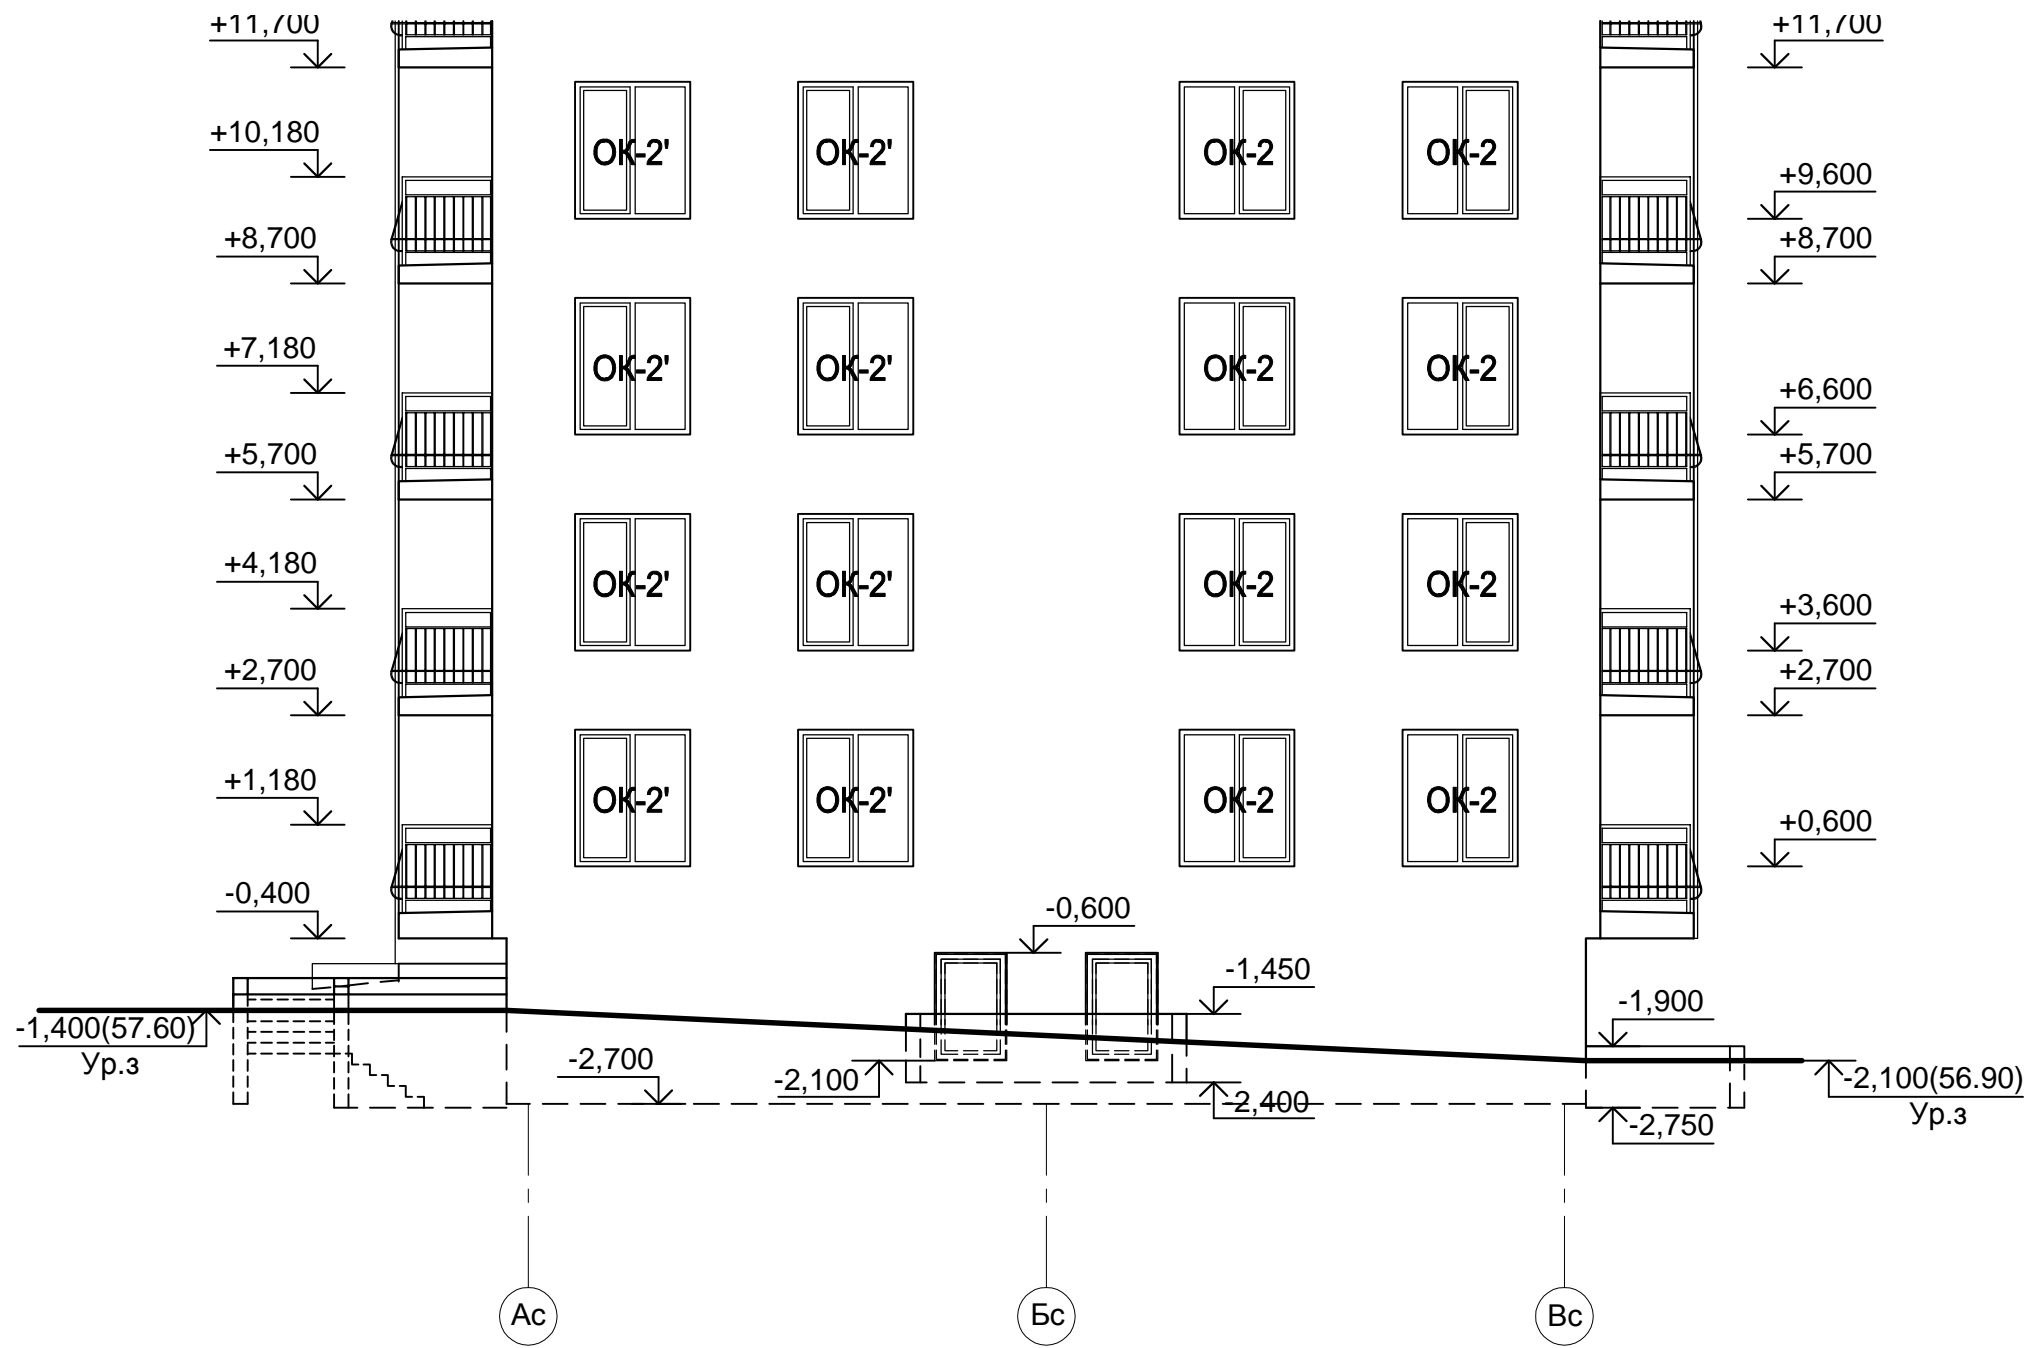 +11,700
+11,700
+10,180
ОК-2'
ОК-2'
ОК-2
ОК-2
+9,600
+8,700
+8,700
+7,180
ОК-2'
ОК-2'
ОК-2
ОК-2
+6,600
+5,700
+5,700
+4,180
ОК-2'
ОК-2'
ОК-2
ОК-2
+3,600
+2,700
+2,700
+1,180
ОК-2'
ОК-2'
ОК-2
ОК-2
+0,600
-0,400
-0,600
-1,450
-1,900
-1,400(57.60)
Ур.з
-2,700
-2,100
-2,400
-2,750
-2,100(56.90)
Ур.з
Ас
Бс
Вс